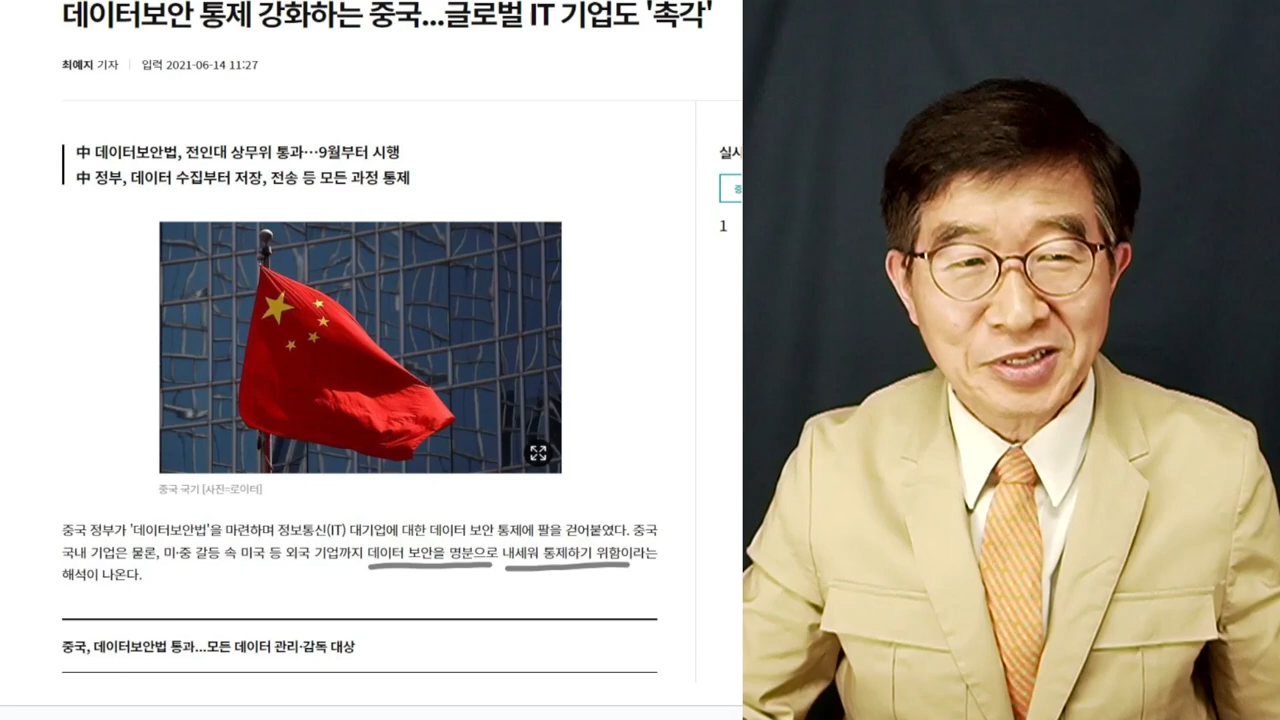 데이터보안 통제 강화하는 중국...글로벌 IT 기업도 '촉각'
최예지 기자 | 입력 2021-06-14 11:27
中 데이터보안법, 전인대 상무위 통과…9월부터 시행
中 정부, 데이터 수집부터 저장, 전송 등 모든 과정 통제
실시
중
1
중국 국기 [사진=로이터]
중국 정부가 '데이터보안법'을 마련하며 정보통신(IT) 대기업에 대한 데이터 보안 통제에 팔을 걷어붙였다. 중국
국내 기업은 물론, 미·중 갈등 속 미국 등 외국 기업까지 데이터 보안을 명분으로 내세워 통제하기 위함이라는
해석이 나온다.
중국, 데이터보안법 통과...모든 데이터 관리·감독 대상